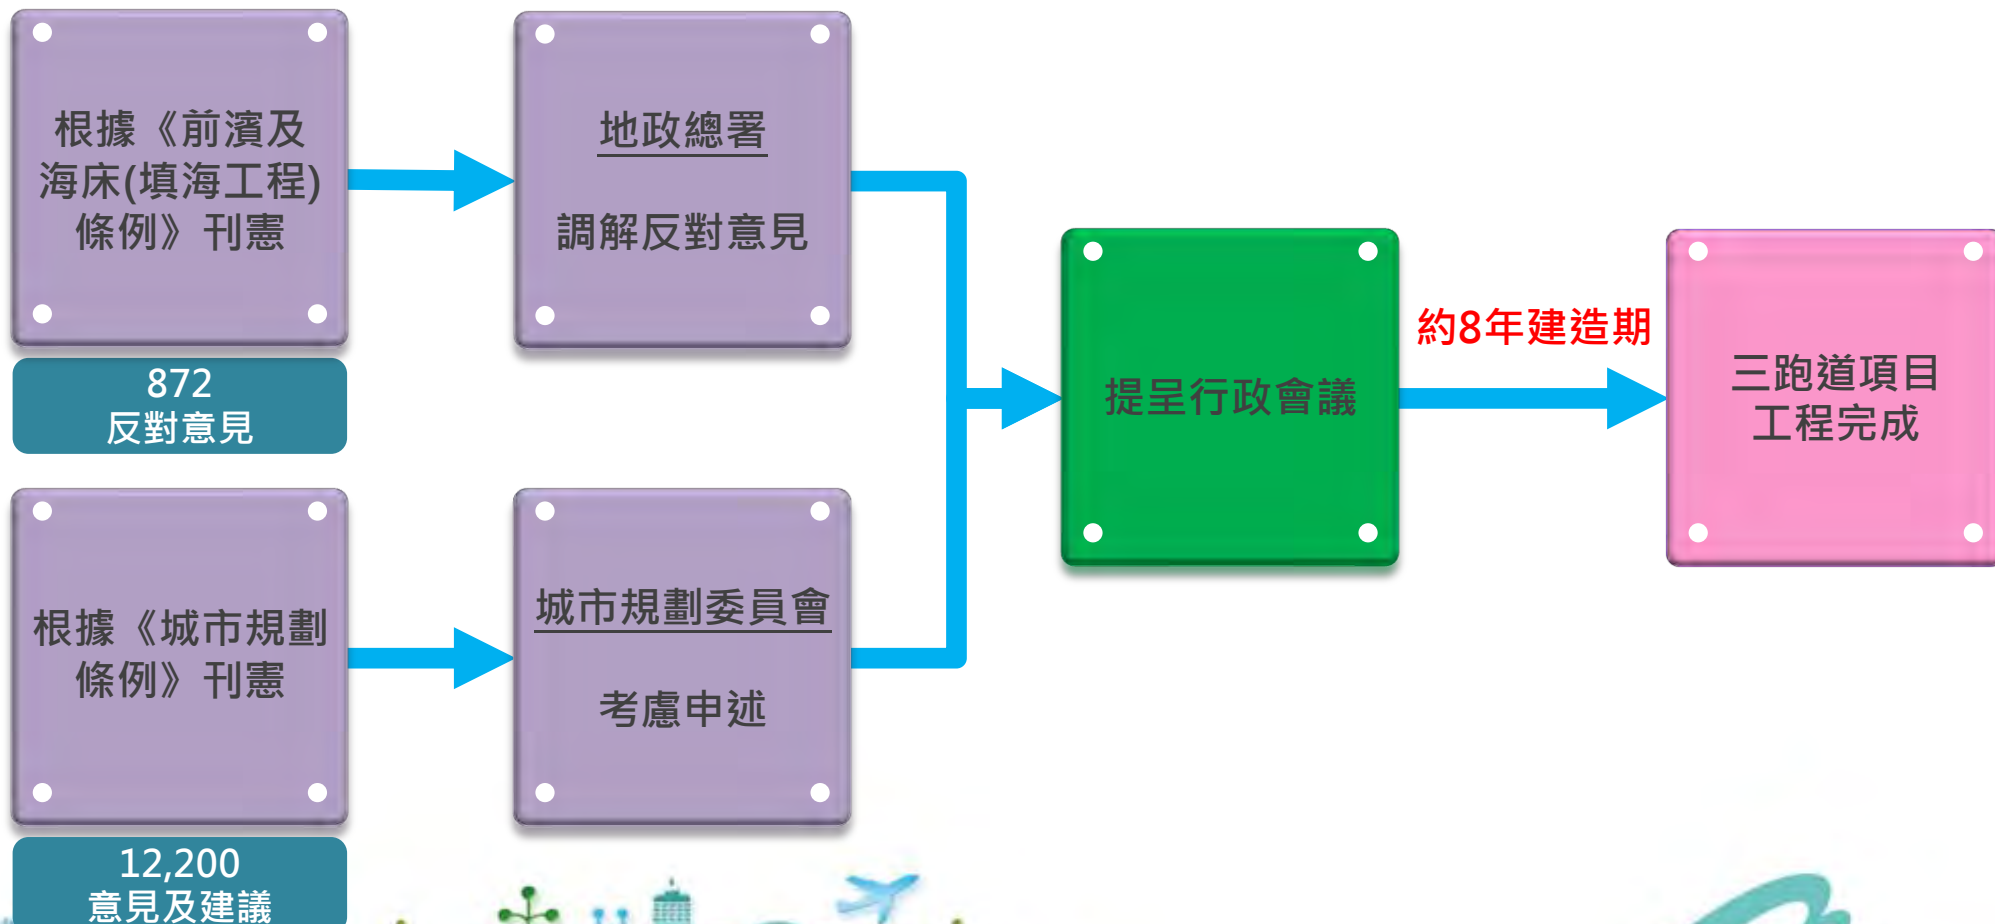 根據《前濱及
海床(填海工程)
條例》刊憲
872
反對意見
地政總署
調解反對意見
根據《城市規劃
條例》刊憲
12,200
意見及建議
城市規劃委員會
考慮申述
提呈行政會議
約8年建造期
三跑道項目
工程完成